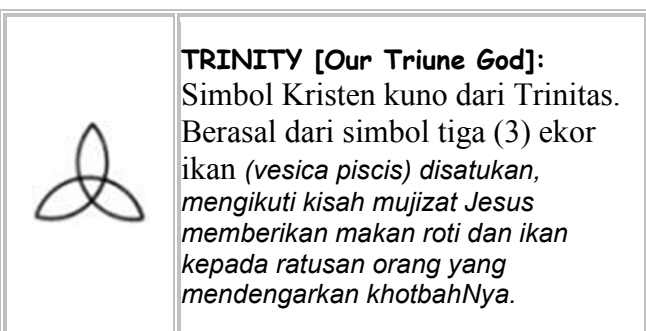 TRINITY [Our Triune God]:
Simbol Kristen kuno dari Trinitas.
Berasal dari simbol tiga (3) ekor
ikan (vesica piscis) disatukan,
mengikuti kisah mujizat Jesus
memberikan makan roti dan ikan
kepada ratusan orang yang
mendengarkan khotbahNya.